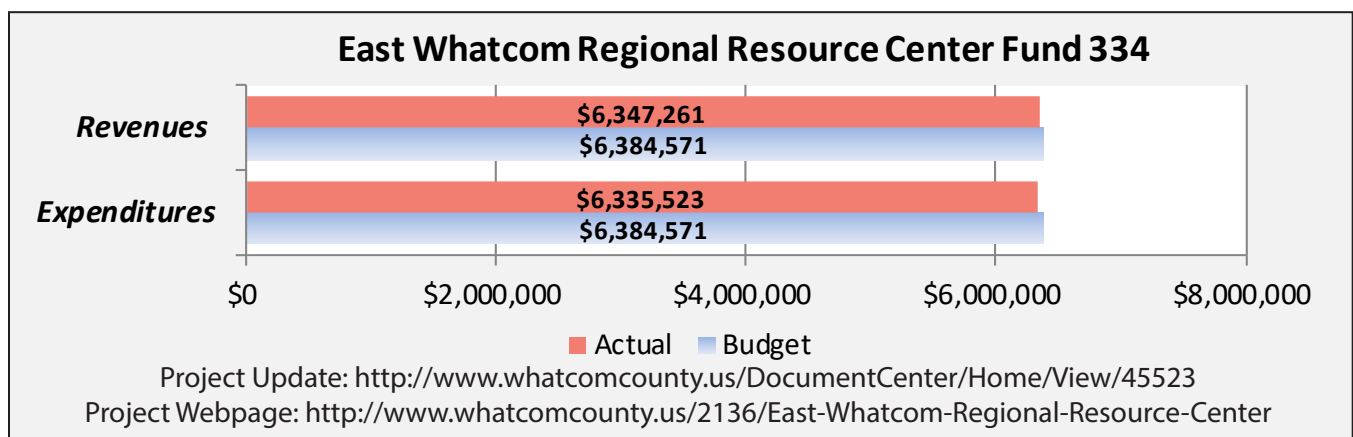 East Whatcom Regional Resource Center Fund 334
Revenues
$6,347,261
$6,384,571
Expenditures
$6,335,523
$6,384,571
$0 $2,000,000 $4,000,000 $6,000,000 $8,000,000
Actual Budget
Project Update: http://www.whatcomcounty.us/DocumentCenter/Home/View/45523
Project Webpage: http://www.whatcomcounty.us/2136/East-Whatcom-Regional-Resource-Center